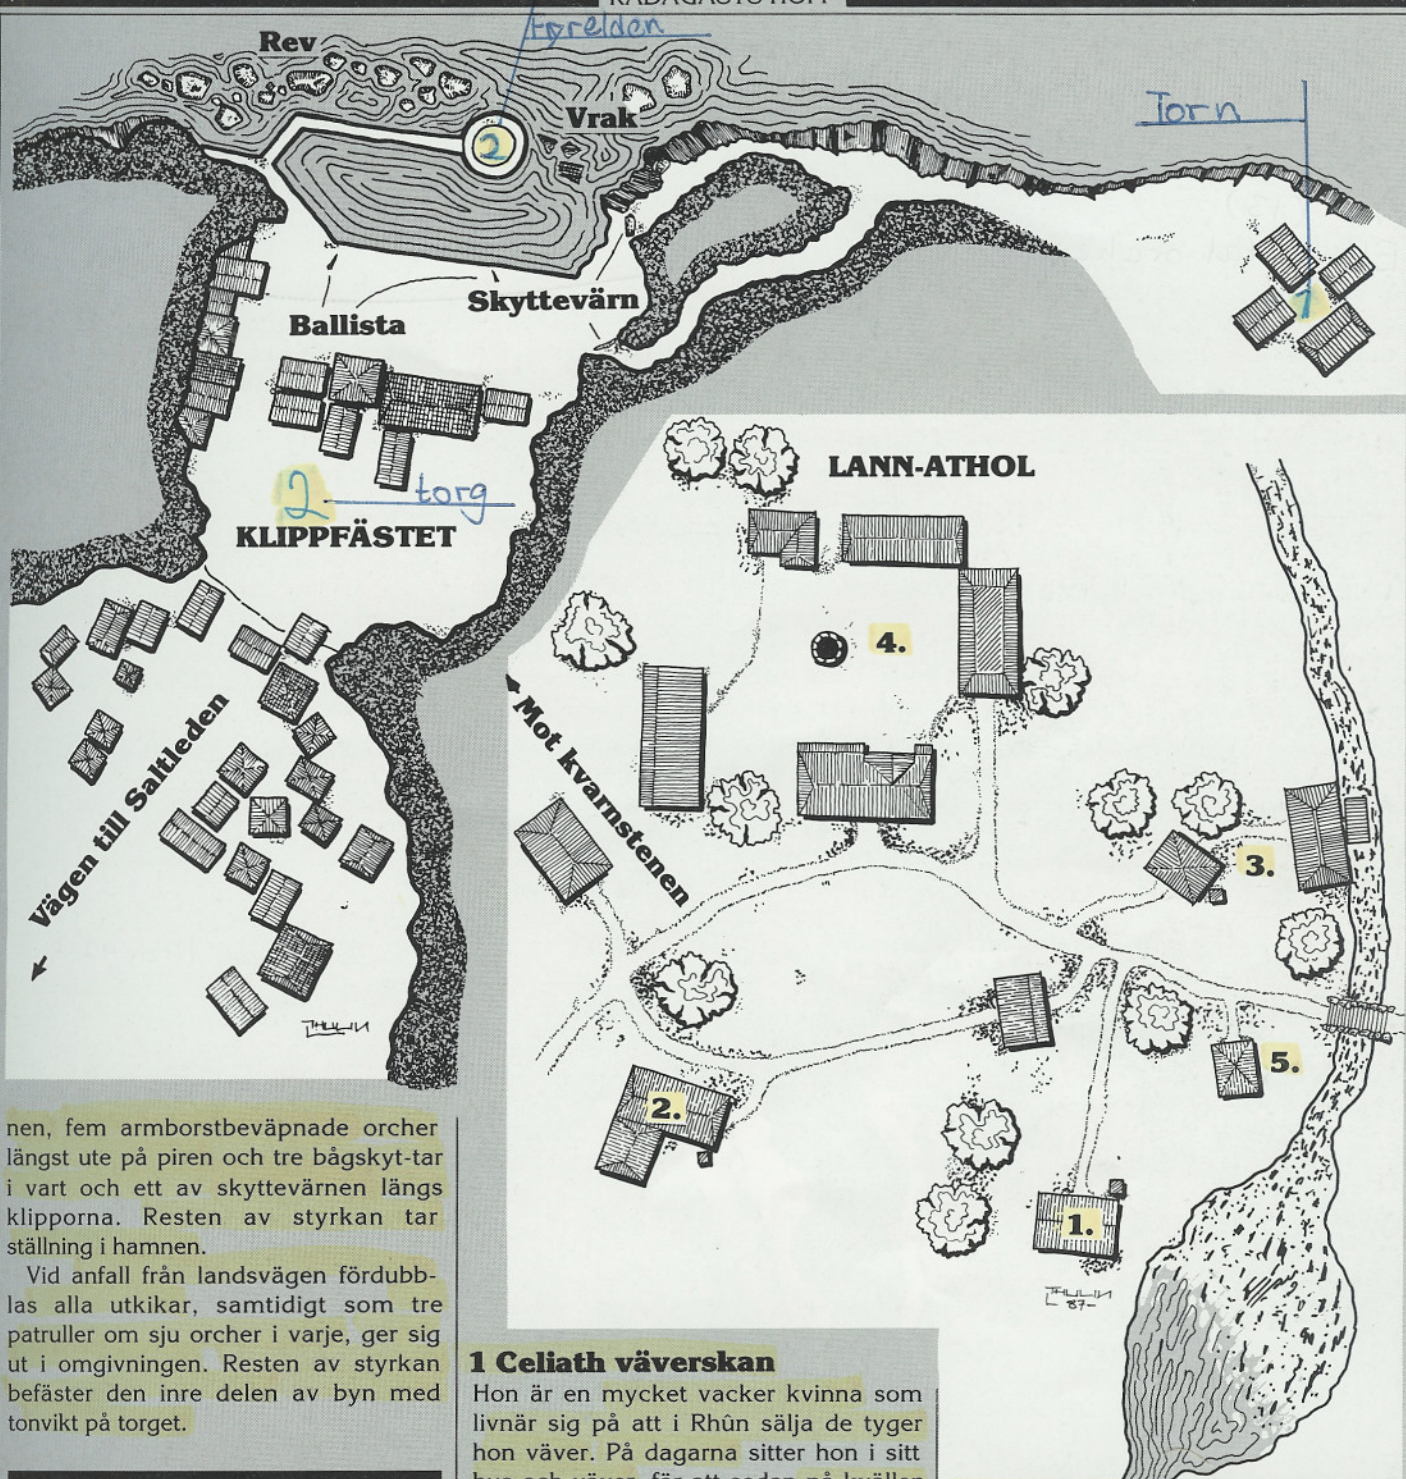 Rev
fyrelden
Vrak
Torn
2
Skyttevärn
Ballista
1
2
torg
KLIPPFÄSTET
LANN-ATHOL
4.
Vägen till Saltleden
Mot kvarnstenen
3.
THULIN
5.
2.
1.
THULIN
87-
nen, fem armborstbeväpnade orcher
längst ute på piren och tre bågskyt-tar
i vart och ett av skyttevärnen längs
klipporna. Resten av styrkan tar
ställning i hamnen.
Vid anfall från landsvägen fördubb-
las alla utkikar, samtidigt som tre
patruller om sju orcher i varje, ger sig
ut i omgivningen. Resten av styrkan
befäster den inre delen av byn med
tonvikt på torget.
1 Celiath väverskan
Hon är en mycket vacker kvinna som
livnär sig på att i Rhûn sälja de tyger
hon väver. På dagarna sitter hon i sitt